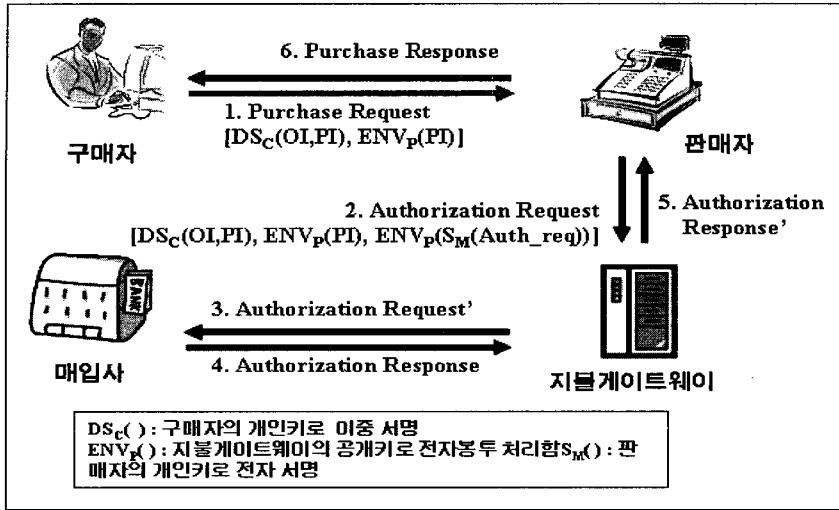 6. Purchase Response
1. Purchase Request
[DSC(OI,PI), ENVP(PI)]
구매자
판매자
2. Authorization Request
[DSC(OI,PI), ENVP(PI), ENVP(SM(Auth_req))]
5. Authorization
Response’
3. Authorization Request’
4. Authorization Response
매입사
BANK
지불게이트웨이
DSC( ) : 구매자의 개인키로 이중 서명
ENVP( ) : 지불게이트웨이의 공개키로 전자봉투 처리함SM( ) : 판
매자의 개인키로 전자 서명